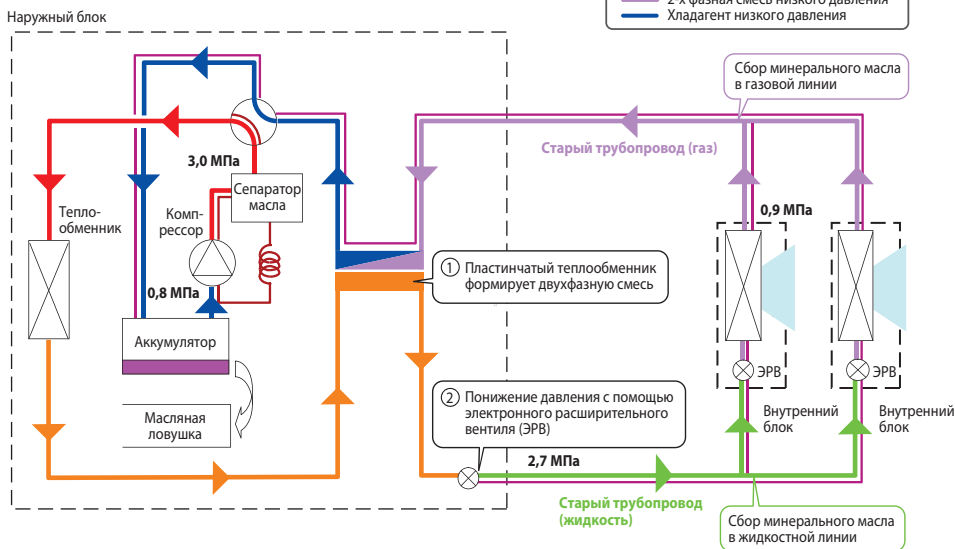 2-х фазная смесь низкого давления
Хладагент низкого давления
Наружный блок
Сбор минерального масла
в газовой линии
Старый трубопровод (газ)
3,0 МПа
Сепаратор
масла
Тепло-
обменник
Комп-
рессор
0,9 МПа
① Пластинчатый теплообменник
формирует двухфазную смесь
0,8 МПа
Аккумулятор
ЭРВ
ЭРВ
Масляная
ловушка
② Понижение давления с помощью
электронного расширительного
вентиля (ЭРВ)
Внутренний
блок
Внутренний
блок
2,7 МПа
Старый трубопровод
(жидкость)
Сбор минерального масла
в жидкостной линии